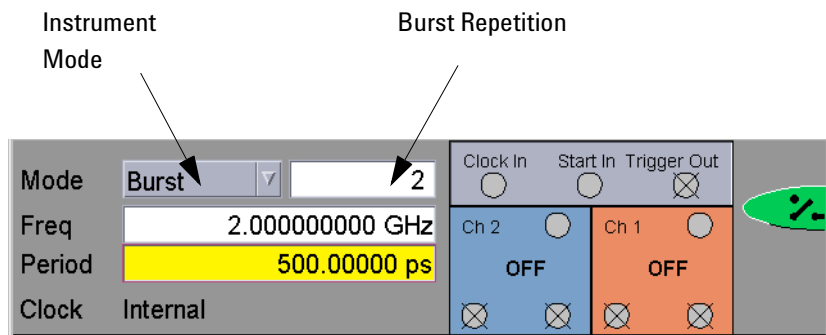 Instrument
Mode
Burst Repetition
Mode Burst 2
Freq 2.000000000 GHz
Period 500.00000 ps
Clock Internal
Clock In Start In Trigger Out
Ch 2 Ch 1
OFF OFF